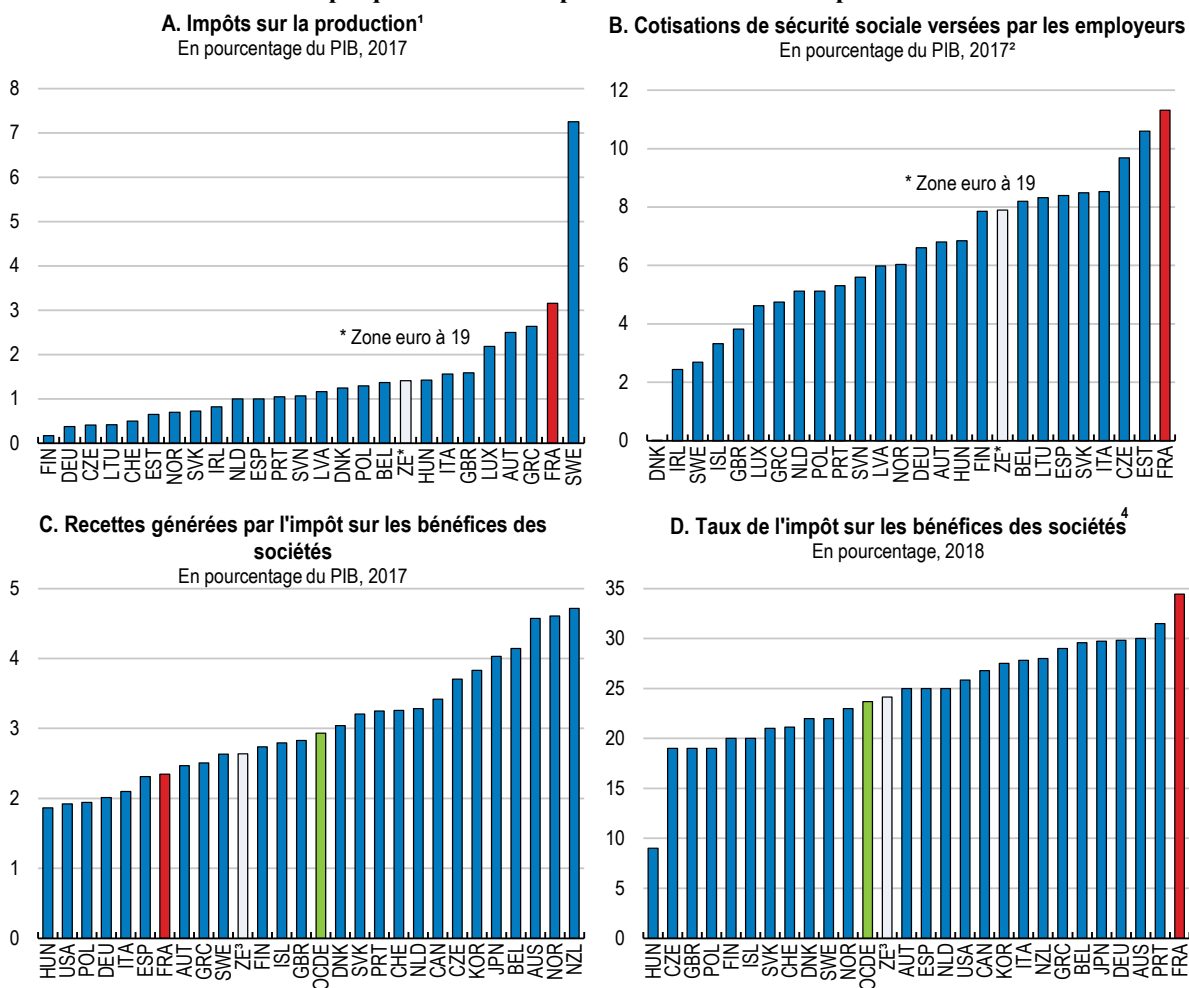 A. Impôts sur la production¹
En pourcentage du PIB, 2017
8
7
6
5
4
3
2
1
0
* Zone euro à 19
FIN DEU CZE LTU CHE EST NOR SVK IRL NLD ESP PRT SVN LVA DNK POL BEL ZE* HUN ITA GBR LUX AUT GRC FRA SWE
B. Cotisations de sécurité sociale versées par les employeurs
En pourcentage du PIB, 2017²
12
10
8
6
4
2
0
* Zone euro à 19
DNK IRL SWE ISL GBR LUX GRC NLD POL PRT SVN LVA NOR DEU AUT HUN FIN ZE* BEL LTU ESP SVK ITA CZE EST FRA
C. Recettes générées par l'impôt sur les bénéfices des
sociétés
En pourcentage du PIB, 2017
5
4
3
2
1
0
HUN USA POL DEU ITA ESP FRA AUT GRC SWE ZE³ FIN ISL GBR OCDE DNK SVK PRT CHE NLD CAN CZE KOR JPN BEL AUS NOR NZL
D. Taux de l'impôt sur les bénéfices des sociétés⁴
En pourcentage, 2018
35
30
25
20
15
10
5
0
HUN CZE GBR POL FIN ISL SVK CHE DNK SWE NOR OCDE ZE³ AUT ESP NLD USA CAN KOR ITA NZL GRC BEL JPN DEU AUS PRT FRA